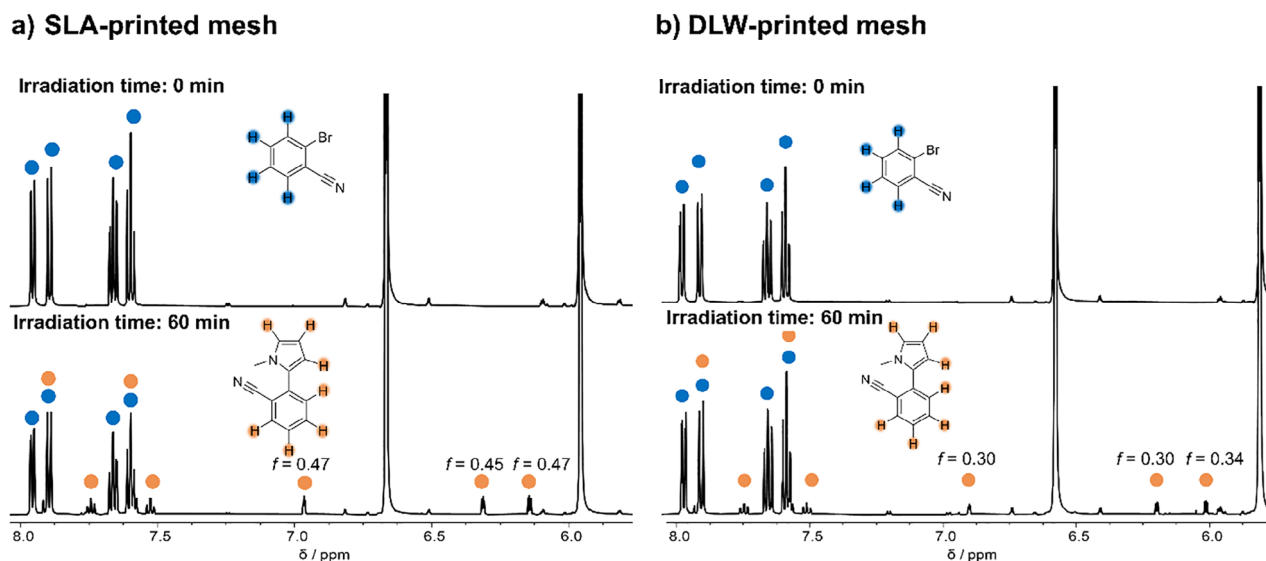 a) SLA-printed mesh
Irradiation time: 0 min
H
H
H
H
Br
N
Irradiation time: 60 min
H
H
H
N
N
H
H
H
H
f = 0.47
f = 0.45
f = 0.47
8.0
7.5
7.0
6.5
6.0
δ / ppm
b) DLW-printed mesh
Irradiation time: 0 min
H
H
H
H
Br
N
Irradiation time: 60 min
H
H
H
N
N
H
H
H
H
f = 0.30
f = 0.30
f = 0.34
8.0
7.5
7.0
6.5
6.0
δ / ppm